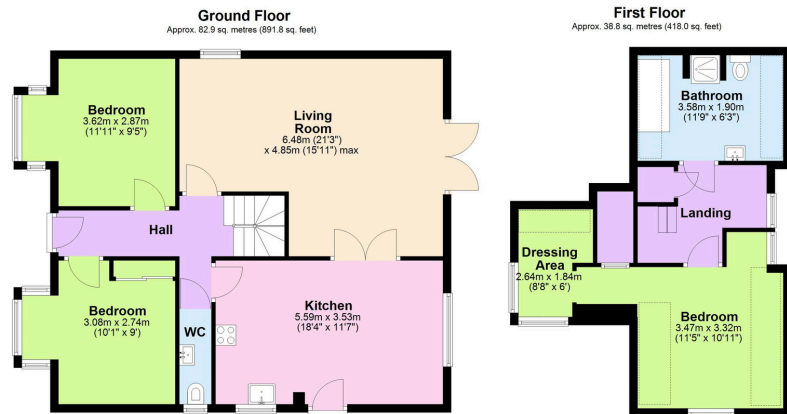 Ground Floor
Approx. 82.9 sq. metres (891.8 sq. feet)
Bedroom
3.62m x 2.87m
(11'11" x 9'5")
Living
Room
6.48m (21'3")
x 4.85m (15'11") max
Hall
Bedroom
3.08m x 2.74m
(10'1" x 9')
WC
Kitchen
5.59m x 3.53m
(18'4" x 11'7")
First Floor
Approx. 38.8 sq. metres (418.0 sq. feet)
Bathroom
3.58m x 1.90m
(11'9" x 6'3")
Landing
Dressing
Area
2.64m x 1.84m
(8'8" x 6')
Bedroom
3.47m x 3.32m
(11'5" x 10'11")